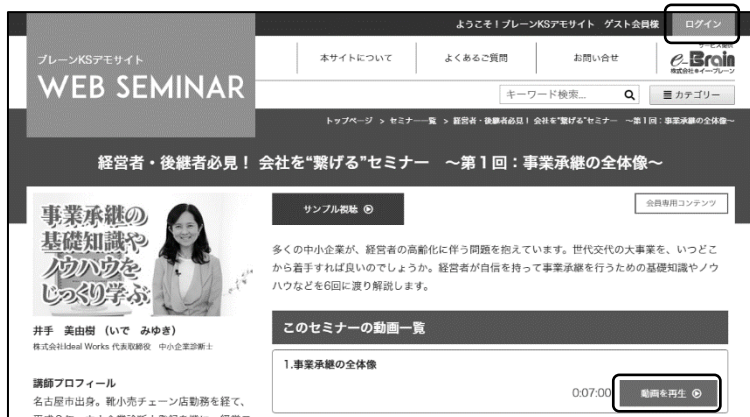 ようこそ！ブレーンKSデモサイト ゲスト会員様
ログイン
ブレーンKSデモサイト
WEB SEMINAR
本サイトについて
よくあるご質問
お問い合せ
サービス提供
e-Brain
株式会社イーブレーン
キーワード検索...
カテゴリー
トップページ > セミナー一覧 > 経営者・後継者必見！ 会社を"繋げる"セミナー ～第１回：事業承継の全体像～
経営者・後継者必見！ 会社を“繋げる”セミナー ～第１回：事業承継の全体像～
事業承継の
基礎知識や
ノウハウを
じっくり学ぶ
井手 美由樹 （いで みゆき）
株式会社Ideal Works 代表取締役 中小企業診断士
講師プロフィール
名古屋市出身。靴小売チェーン店勤務を経て、
サンプル視聴
会員専用コンテンツ
多くの中小企業が、経営者の高齢化に伴う問題を抱えています。世代交代の大事業を、いつどこ
から着手すれば良いのでしょうか。経営者が自信を持って事業承継を行うための基礎知識やノウ
ハウなどを6回に渡り解説します。
このセミナーの動画一覧
1.事業承継の全体像
0:07:00
動画を再生